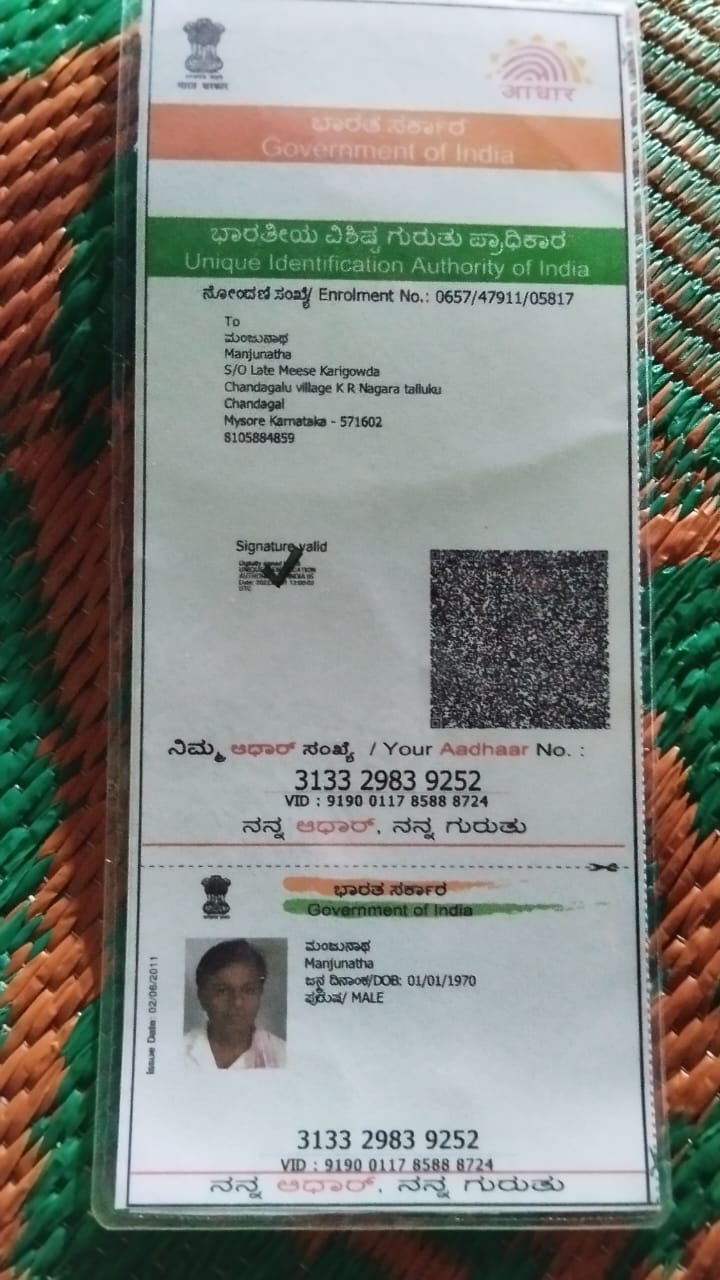 भारत सरकार
आधार
ಭಾರತ ಸರ್ಕಾರ
Government of India
ಭಾರತೀಯ ವಿಶಿಷ್ಟ ಗುರುತು ಪ್ರಾಧಿಕಾರ
Unique Identification Authority of India
ನೋಂದಣಿ ಸಂಖ್ಯೆ/ Enrolment No.: 0657/47911/05817
To
ಮಂಜುನಾಥ
Manjunatha
S/O Late Meese Karigowda
Chandagalu village K R Nagara talluku
Chandagal
Mysore Karnataka - 571602
8105884859
Signature valid
ನಿಮ್ಮ ಆಧಾರ್ ಸಂಖ್ಯೆ / Your Aadhaar No. :
3133 2983 9252
VID : 9190 0117 8588 8724
ನನ್ನ ಆಧಾರ್, ನನ್ನ ಗುರುತು
ಭಾರತ ಸರ್ಕಾರ
Government of India
ಮಂಜುನಾಥ
Manjunatha
ಜನ್ಮ ದಿನಾಂಕ/DOB: 01/01/1970
ಪುರುಷ/ MALE
Issue Date: 02/06/2011
3133 2983 9252
VID : 9190 0117 8588 8724
ನನ್ನ ಆಧಾರ್, ನನ್ನ ಗುರುತು